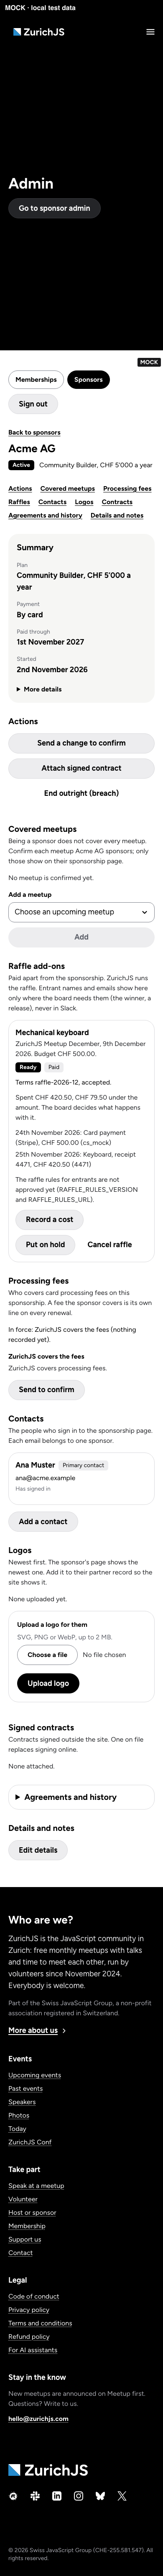 MOCK · local test data
ZurichJS
Admin
Go to sponsor admin
MOCK
Memberships
Sponsors
Sign out
Back to sponsors
Acme AG
Active Community Builder, CHF 5'000 a year
Actions Covered meetups Processing fees
Raffles Contacts Logos Contracts
Agreements and history Details and notes
Summary
Plan
Community Builder, CHF 5'000 a
year
Payment
By card
Paid through
1st November 2027
Started
2nd November 2026
More details
Actions
Send a change to confirm
Attach signed contract
End outright (breach)
Covered meetups
Being a sponsor does not cover every meetup.
Confirm each meetup Acme AG sponsors; only
those show on their sponsorship page.
No meetup is confirmed yet.
Add a meetup
Choose an upcoming meetup
Add
Raffle add-ons
Paid apart from the sponsorship. ZurichJS runs
the raffle. Entrant names and emails show here
only when the board needs them (the winner, a
release), never in Slack.
Mechanical keyboard
ZurichJS Meetup December, 9th December
2026. Budget CHF 500.00.
Ready Paid
Terms raffle-2026-12, accepted.
Spent CHF 420.50, CHF 79.50 under the
amount. The board decides what happens
with it.
24th November 2026: Card payment
(Stripe), CHF 500.00 (cs_mock)
25th November 2026: Keyboard, receipt
4471, CHF 420.50 (4471)
The raffle rules for entrants are not
approved yet (RAFFLE_RULES_VERSION
and RAFFLE_RULES_URL).
Record a cost
Put on hold
Cancel raffle
Processing fees
Who covers card processing fees on this
sponsorship. A fee the sponsor covers is its own
line on every renewal.
In force: ZurichJS covers the fees (nothing
recorded yet).
ZurichJS covers the fees
ZurichJS covers processing fees.
Send to confirm
Contacts
The people who sign in to the sponsorship page.
Each email belongs to one sponsor.
Ana Muster Primary contact
ana@acme.example
Has signed in
Add a contact
Logos
Newest first. The sponsor's page shows the
newest one. Add it to their partner record so the
site shows it.
None uploaded yet.
Upload a logo for them
SVG, PNG or WebP, up to 2 MB.
Choose a file No file chosen
Upload logo
Signed contracts
Contracts signed outside the site. One on file
replaces signing online.
None attached.
Agreements and history
Details and notes
Edit details
Who are we?
ZurichJS is the JavaScript community in
Zurich: free monthly meetups with talks
and time to meet each other, run by
volunteers since November 2024.
Everybody is welcome.
Part of the Swiss JavaScript Group, a non-profit
association registered in Switzerland.
More about us
Events
Upcoming events
Past events
Speakers
Photos
Today
ZurichJS Conf
Take part
Speak at a meetup
Volunteer
Host or sponsor
Membership
Support us
Contact
Legal
Code of conduct
Privacy policy
Terms and conditions
Refund policy
For AI assistants
Stay in the know
New meetups are announced on Meetup first.
Questions? Write to us.
hello@zurichjs.com
ZurichJS
© 2026 Swiss JavaScript Group (CHE-255.581.547). All
rights reserved.